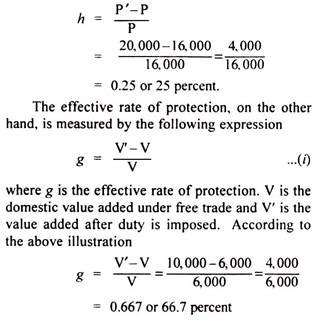 h = P′–P / P
= 20,000–16,000 / 16,000 = 4,000 / 16,000
= 0.25 or 25 percent.
The effective rate of protection, on the other
hand, is measured by the following expression
g = V′–V / V ...(i)
where g is the effective rate of protection. V is the
domestic value added under free trade and V′ is the
value added after duty is imposed. According to
the above illustration
g = V′–V / V = 10,000–6,000 / 6,000 = 4,000 / 6,000
= 0.667 or 66.7 percent